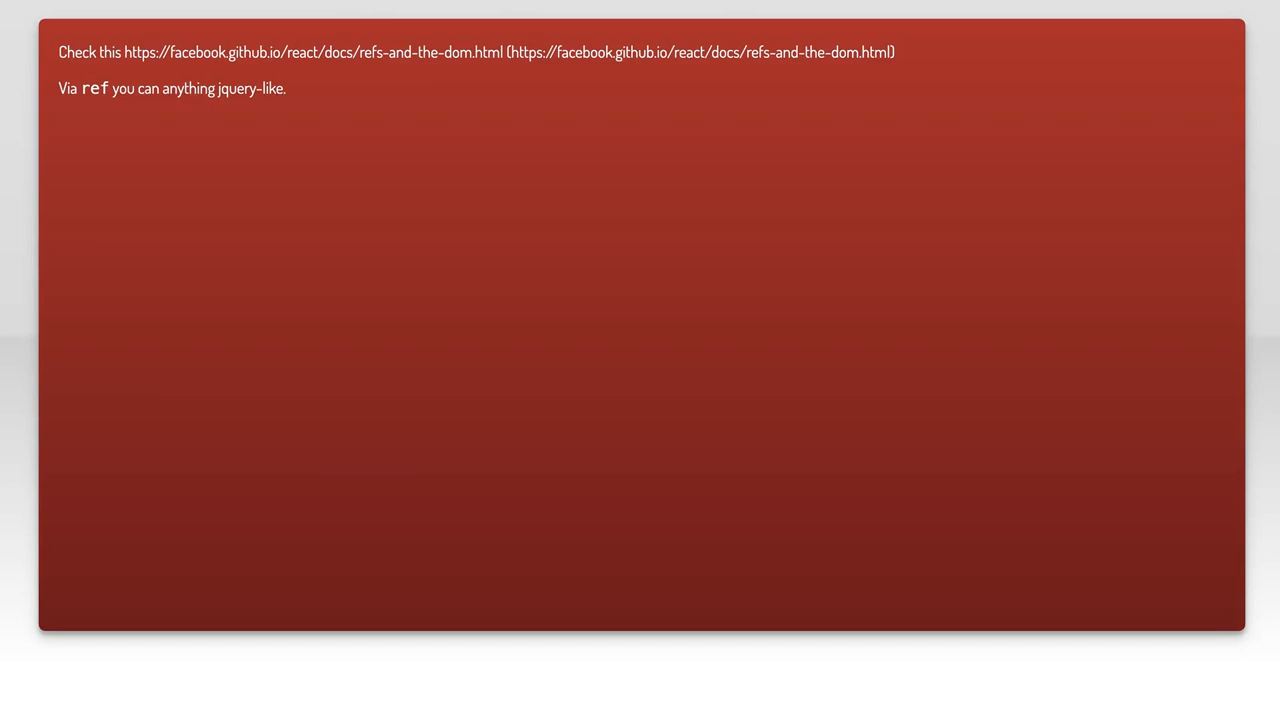 Check this https://facebook.github.io/react/docs/refs-and-the-dom.html (https://facebook.github.io/react/docs/refs-and-the-dom.html)
Via ref you can anything jquery-like.